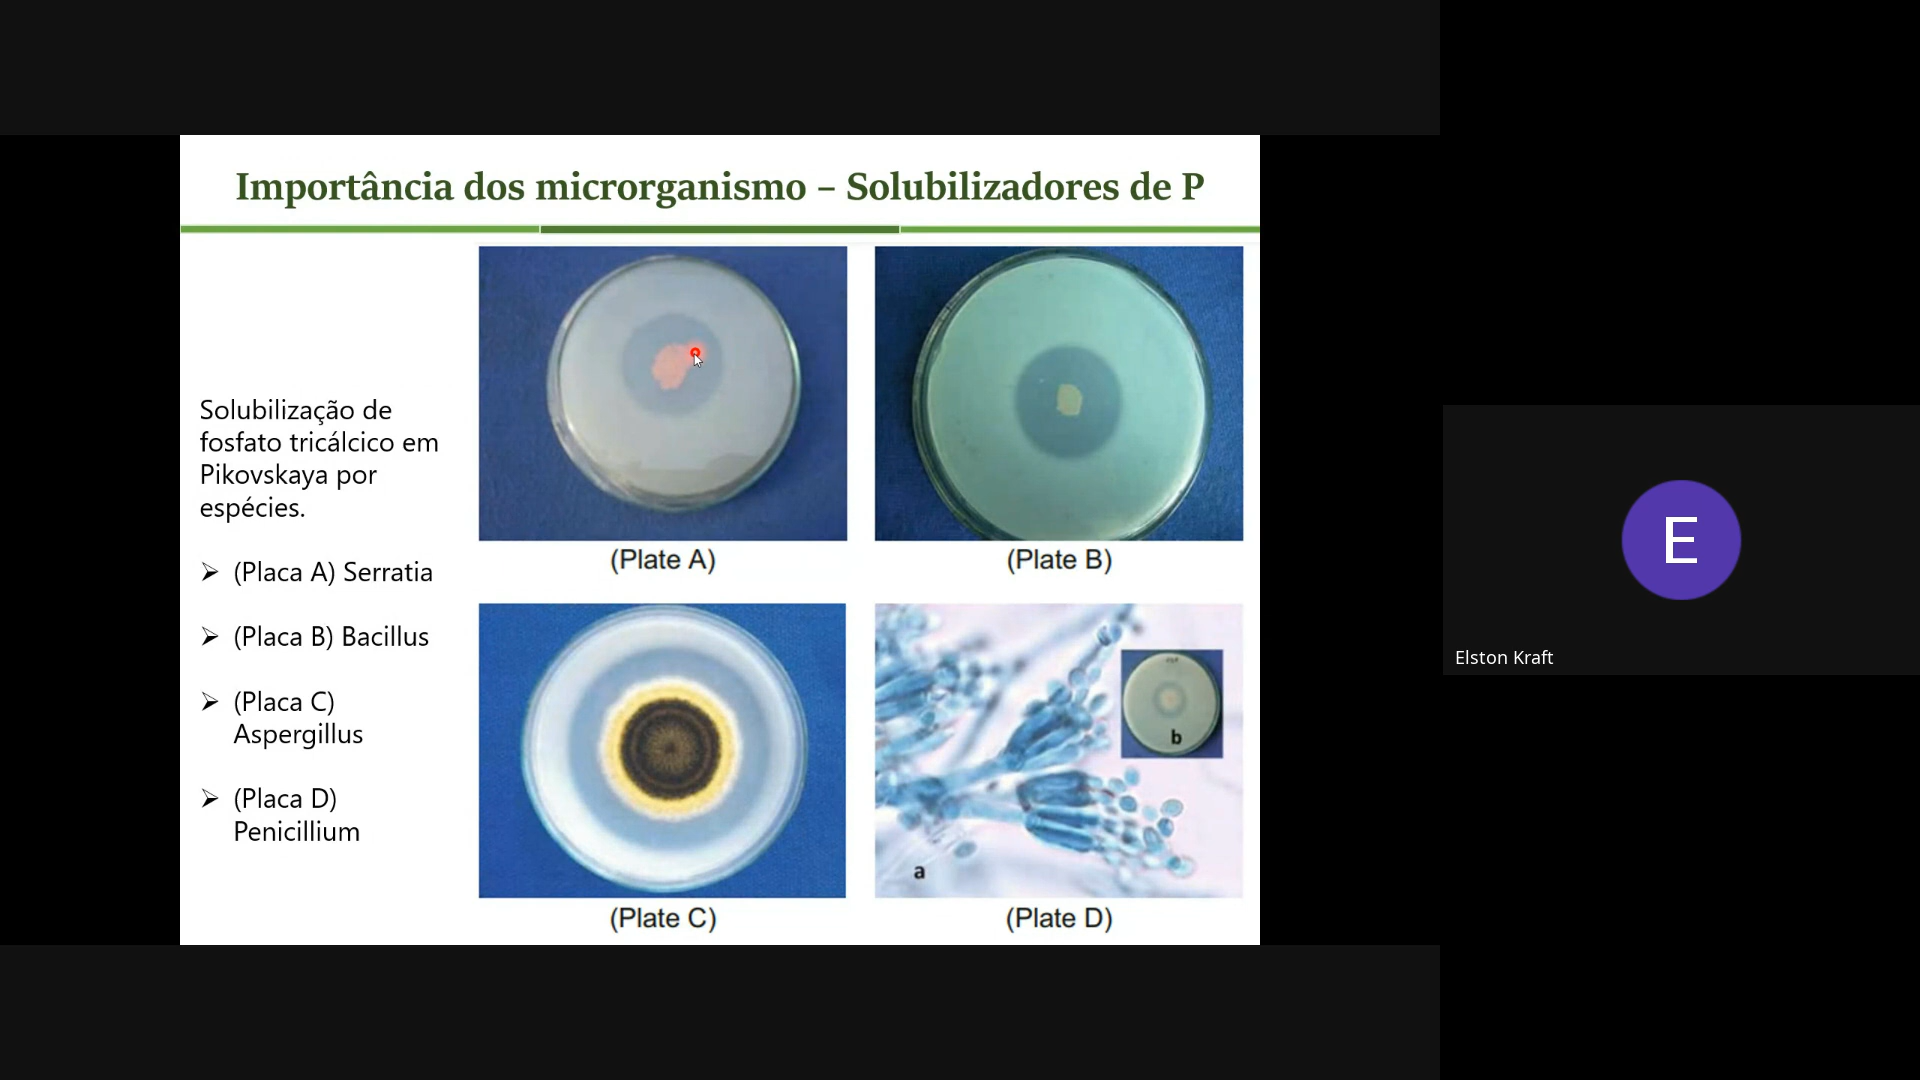 Importância dos microrganismo – Solubilizadores de P
Solubilização de
fosfato tricálcico em
Pikovskaya por
espécies.
(Placa A) Serratia
(Placa B) Bacillus
(Placa C)
Aspergillus
(Placa D)
Penicillium
(Plate A)
(Plate B)
b
a
(Plate C)
(Plate D)
E
Elston Kraft